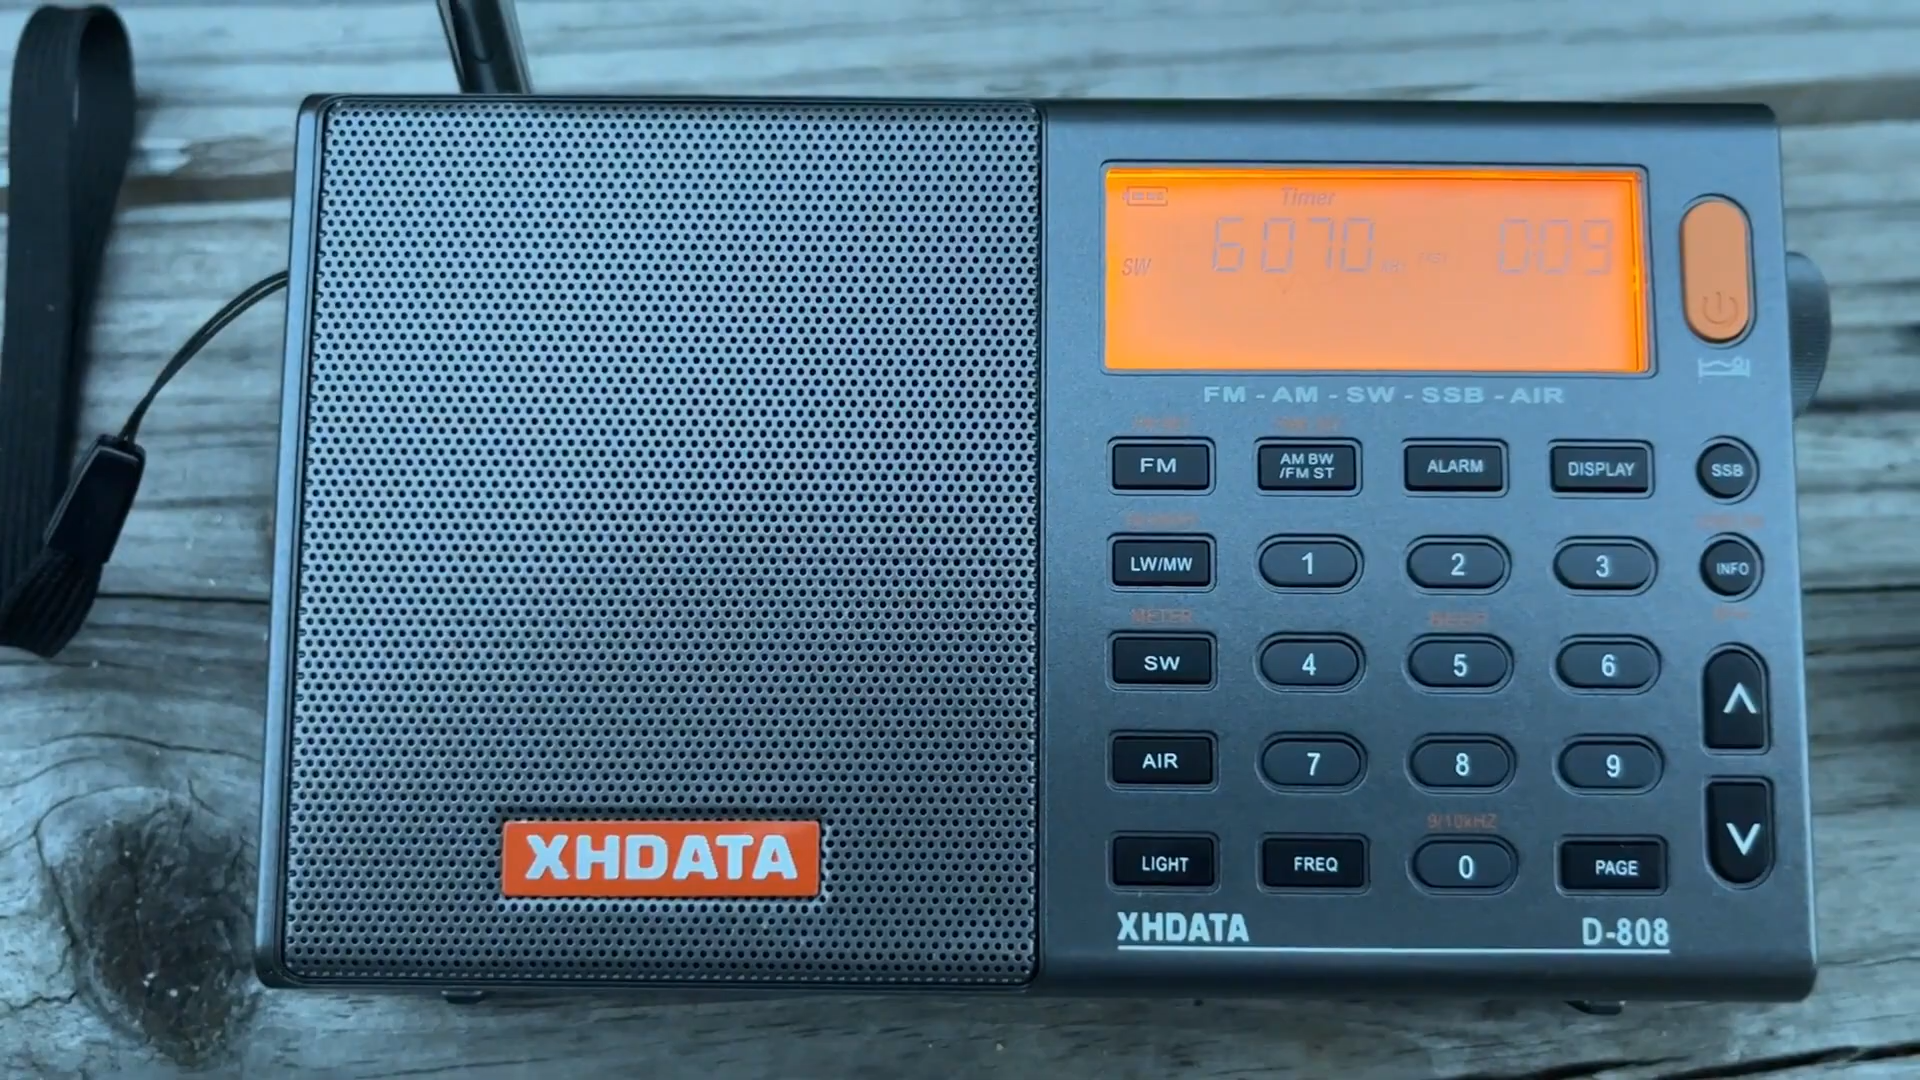 Timer
SW 6070 009
FM - AM - SW - SSB - AIR
FM AM BW /FM ST ALARM DISPLAY SSB
LW/MW 1 2 3 INFO
METER
SW 4 5 6
AIR 7 8 9
9/10kHZ
LIGHT FREQ 0 PAGE
XHDATA
XHDATA D-808